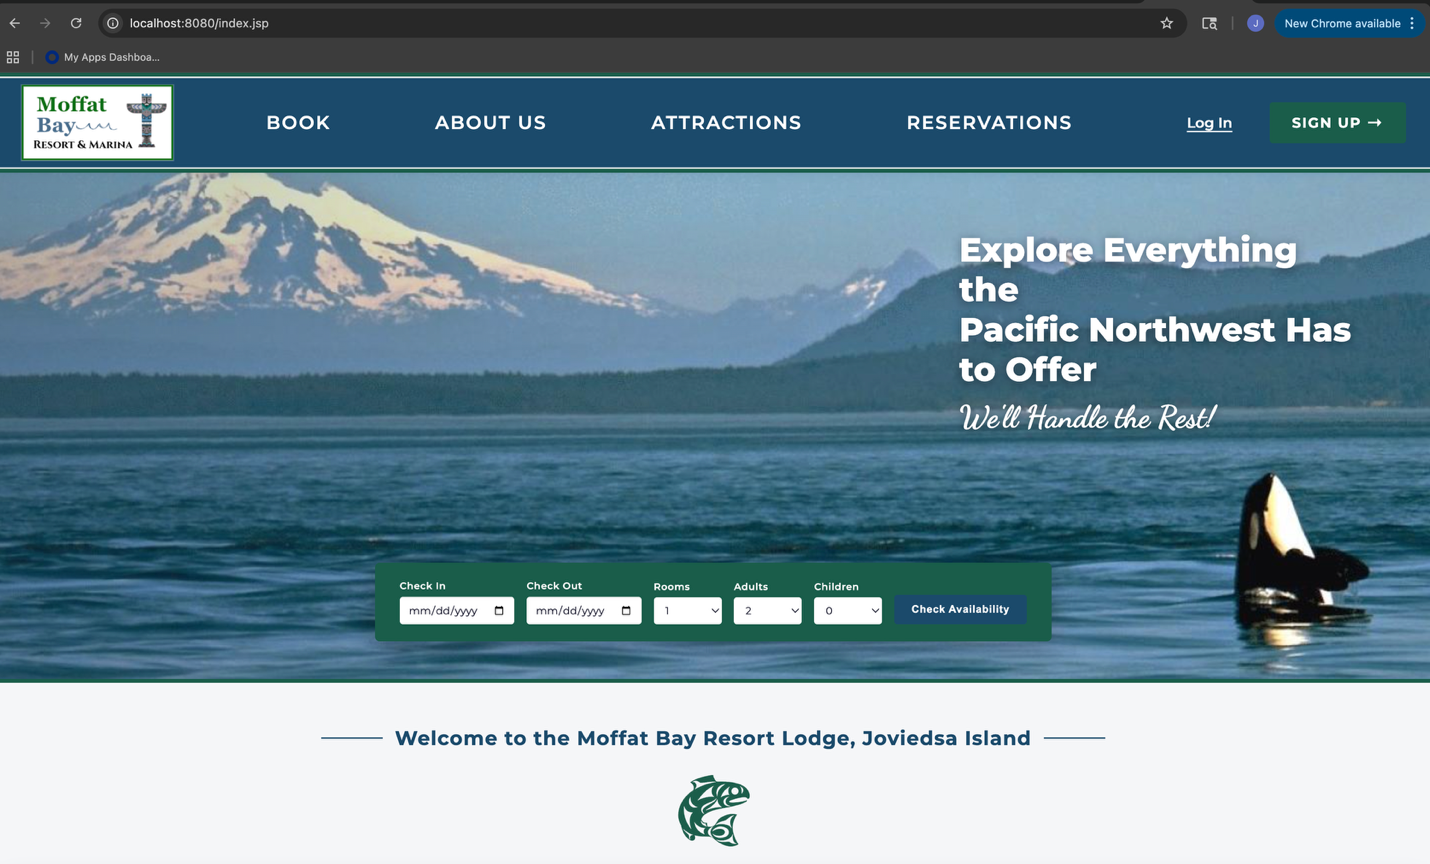 localhost:8080/index.jsp
J
New Chrome available
My Apps Dashboa...
Moffat
Bay
RESORT & MARINA
BOOK
ABOUT US
ATTRACTIONS
RESERVATIONS
Log In
SIGN UP →
Explore Everything
the
Pacific Northwest Has
to Offer
We'll Handle the Rest!
Check In
Check Out
Rooms
Adults
Children
mm/dd/yyyy
mm/dd/yyyy
1
2
0
Check Availability
Welcome to the Moffat Bay Resort Lodge, Joviedsa Island